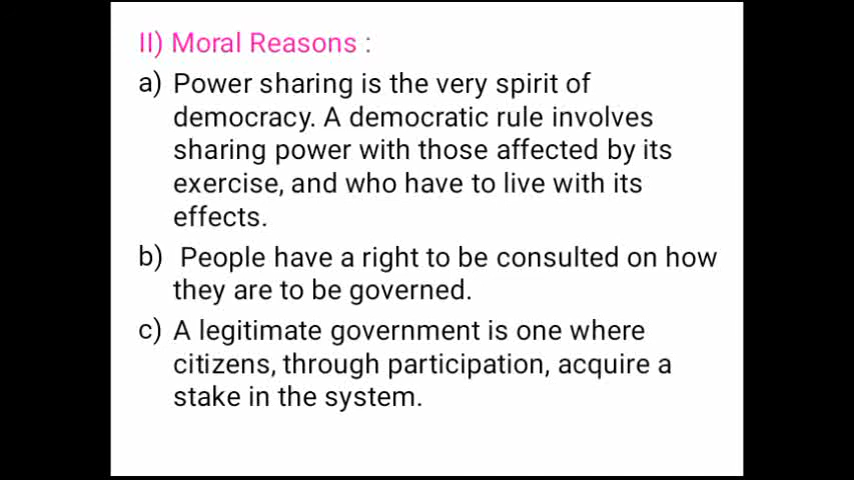 II) Moral Reasons :
a) Power sharing is the very spirit of
democracy. A democratic rule involves
sharing power with those affected by its
exercise, and who have to live with its
effects.
b) People have a right to be consulted on how
they are to be governed.
c) A legitimate government is one where
citizens, through participation, acquire a
stake in the system.